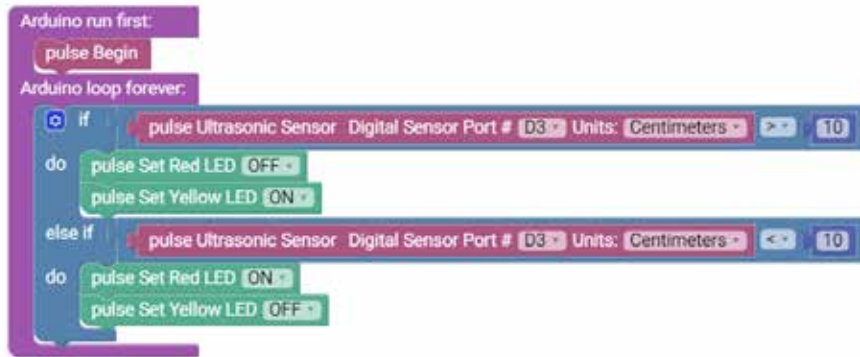 Arduino run first:
pulse Begin
Arduino loop forever:
if pulse Ultrasonic Sensor Digital Sensor Port # D3 Units: Centimeters > 10
do pulse Set Red LED OFF
pulse Set Yellow LED ON
else if pulse Ultrasonic Sensor Digital Sensor Port # D3 Units: Centimeters < 10
do pulse Set Red LED ON
pulse Set Yellow LED OFF